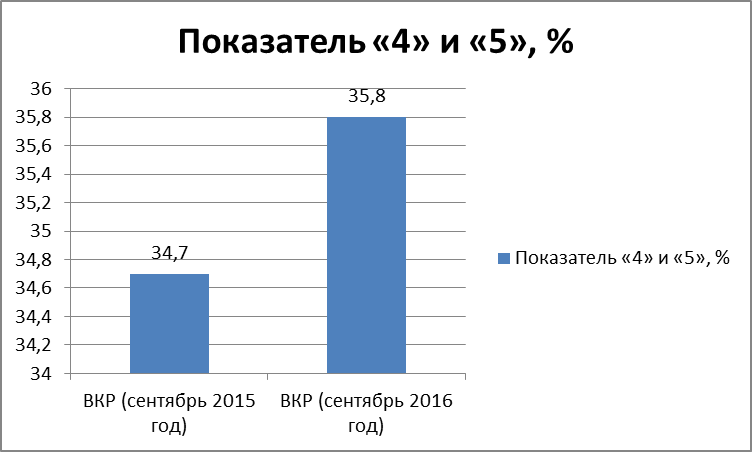 Показатель «4» и «5», %
36
35,8
35,6
35,4
35,2
35
34,8
34,6
34,4
34,2
34
34,7
35,8
ВКР (сентябрь 2015
год)
ВКР (сентябрь 2016
год)
Показатель «4» и «5», %